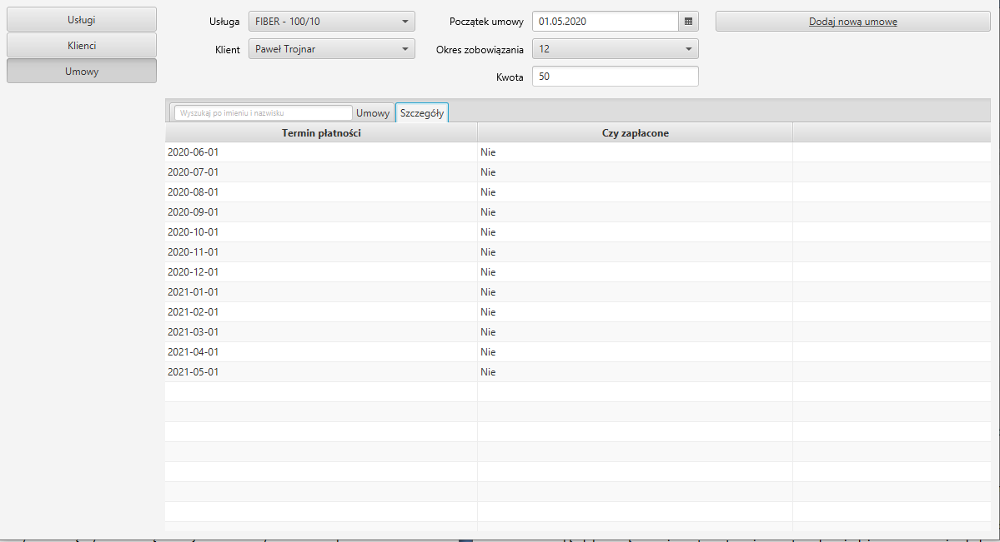 Usługi
Klienci
Umowy
Usługa FIBER - 100/10
Klient Paweł Trojnar
Początek umowy 01.05.2020
Okres zobowiązania 12
Kwota 50
Dodaj nową umowe
Wyszukaj po imieniu i nazwisku Umowy Szczegóły
Termin płatności Czy zapłacone
2020-06-01 Nie
2020-07-01 Nie
2020-08-01 Nie
2020-09-01 Nie
2020-10-01 Nie
2020-11-01 Nie
2020-12-01 Nie
2021-01-01 Nie
2021-02-01 Nie
2021-03-01 Nie
2021-04-01 Nie
2021-05-01 Nie